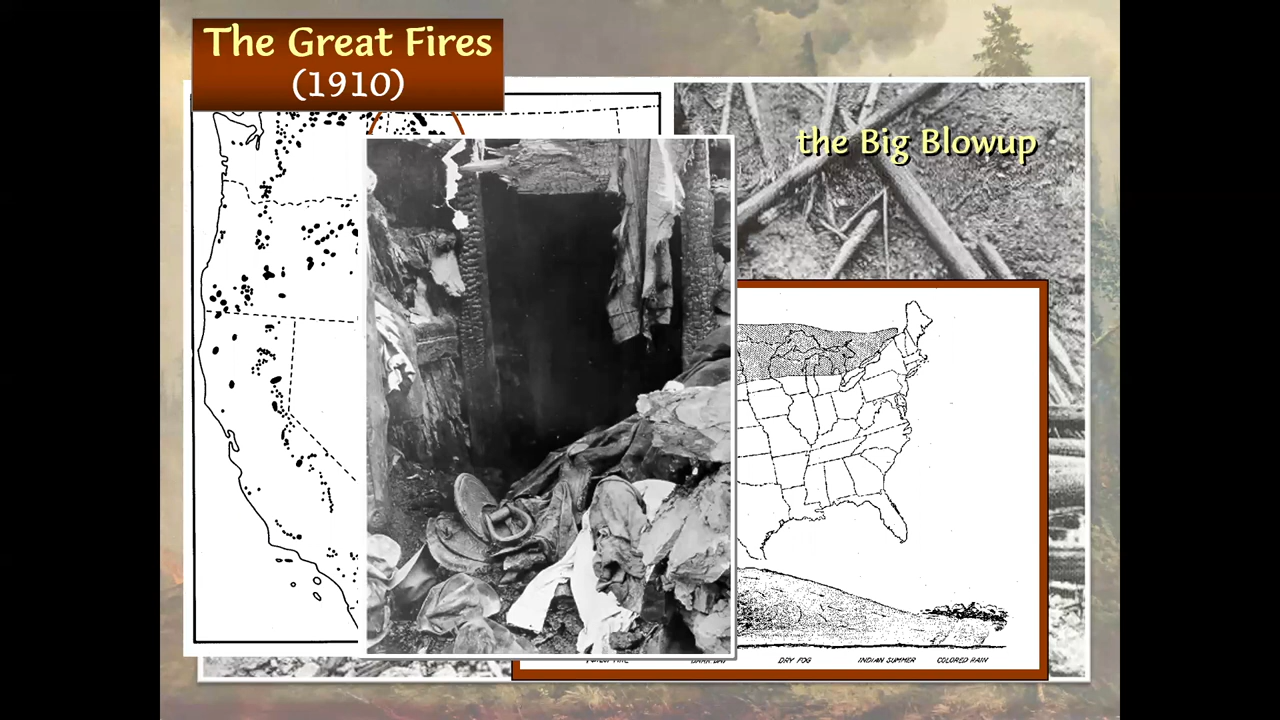 The Great Fires
(1910)
the Big Blowup
DRY FOG
INDIAN SUMMER
COLORED RAIN